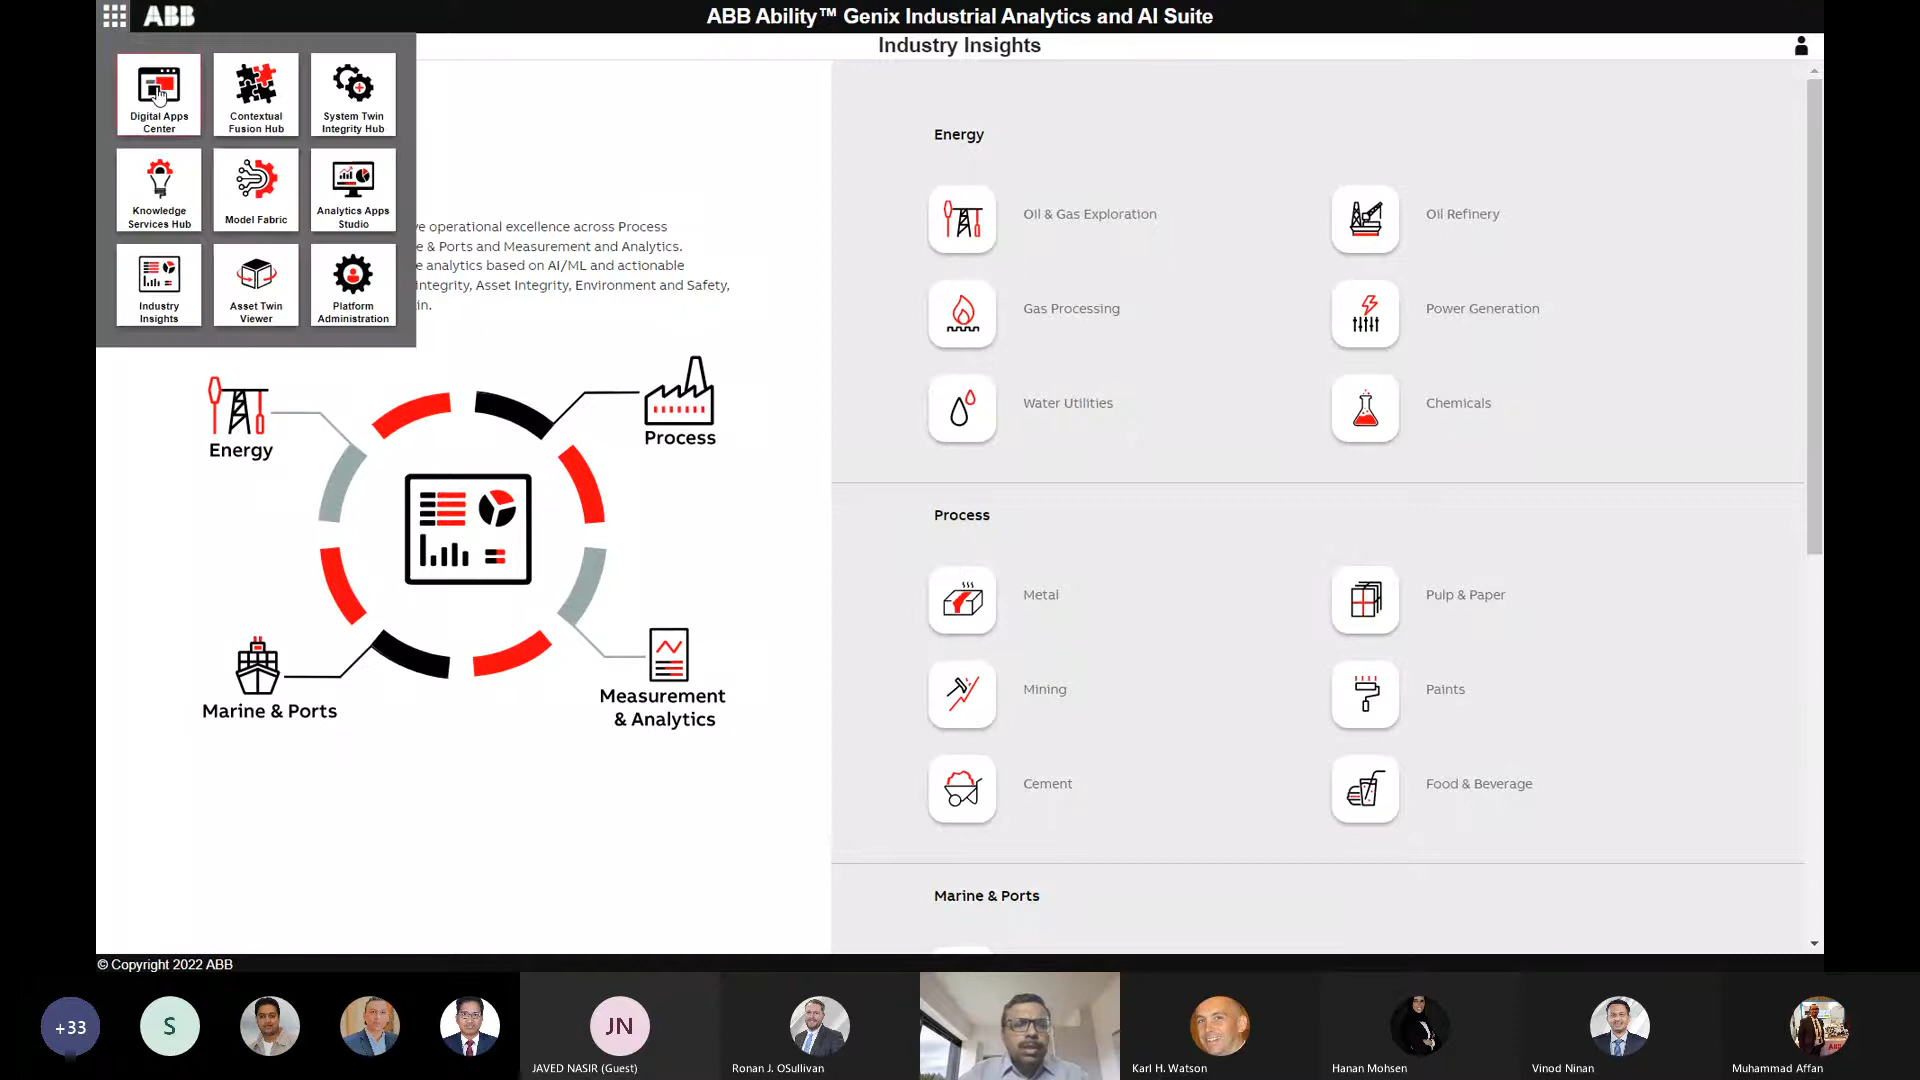 ABB
ABB Ability™ Genix Industrial Analytics and AI Suite
Industry Insights
Digital Apps
Center
Contextual
Fusion Hub
System Twin
Integrity Hub
Knowledge
Services Hub
Model Fabric
Analytics Apps
Studio
Industry
Insights
Asset Twin
Viewer
Platform
Administration
e operational excellence across Process
e & Ports and Measurement and Analytics.
e analytics based on AI/ML and actionable
integrity, Asset Integrity, Environment and Safety,
in.
Energy
Process
Marine & Ports
Measurement
& Analytics
Energy
Oil & Gas Exploration
Oil Refinery
Gas Processing
Power Generation
Water Utilities
Chemicals
Process
Metal
Pulp & Paper
Mining
Paints
Cement
Food & Beverage
Marine & Ports
© Copyright 2022 ABB
+33
S
JN
JAVED NASIR (Guest)
Ronan J. OSullivan
Karl H. Watson
Hanan Mohsen
Vinod Ninan
Muhammad Affan